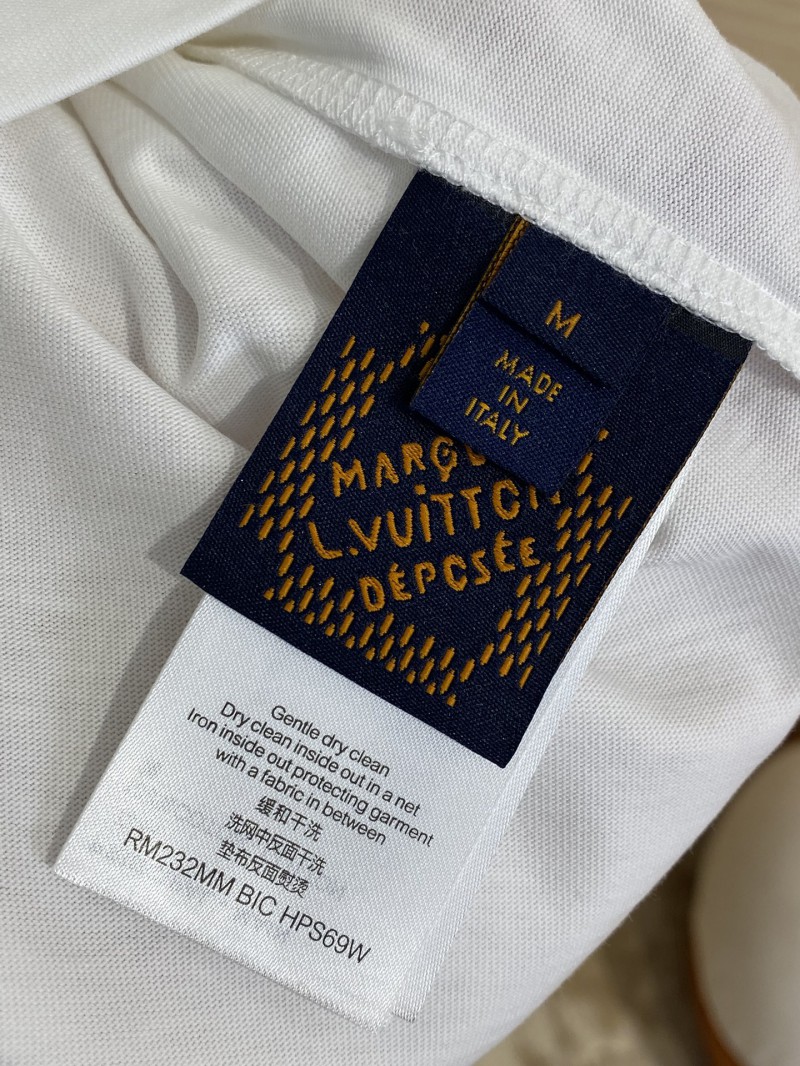 M
MADE
IN
ITALY
L.VUITTON
DÉPOSÉE
Gentle dry clean
Dry clean inside out in a net
Iron inside out protecting garment
with a fabric in between
缓和干洗
洗网中反面干洗
垫布反面熨烫
RM232MM BIC HPS69W